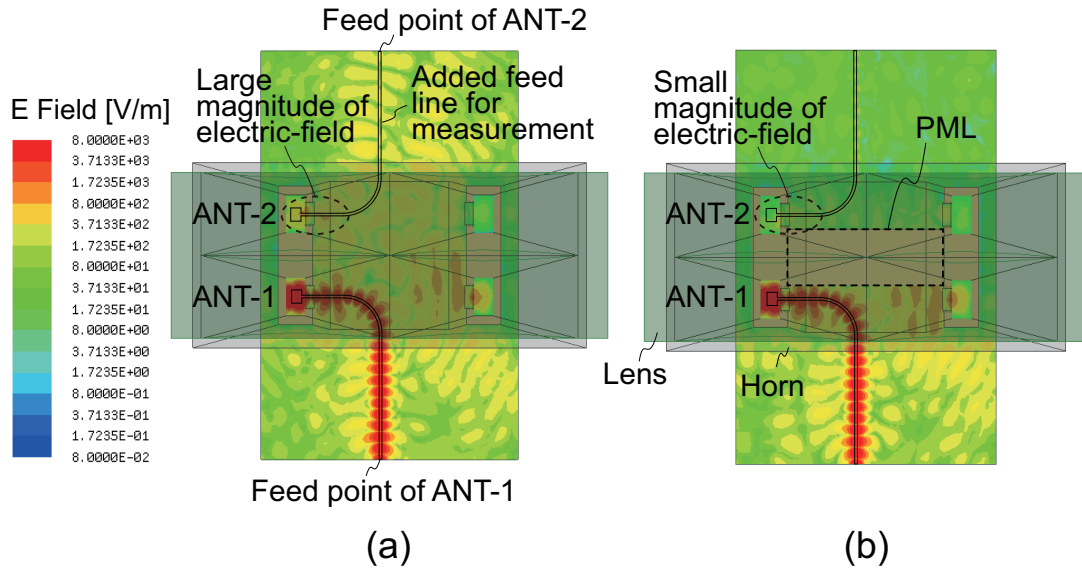 Feed point of ANT-2
Large
magnitude of
electric-field
Added feed
line for
measurement
E Field [V/m]
8.0000E+03
3.7133E+03
1.7235E+03
8.0000E+02
3.7133E+02
1.7235E+02
8.0000E+01
3.7133E+01
1.7235E+01
8.0000E+00
3.7133E+00
1.7235E+00
8.0000E-01
3.7133E-01
1.7235E-01
8.0000E-02
ANT-2
ANT-1
Feed point of ANT-1
(a)
Small
magnitude of
electric-field
PML
ANT-2
ANT-1
Lens
Horn
(b)